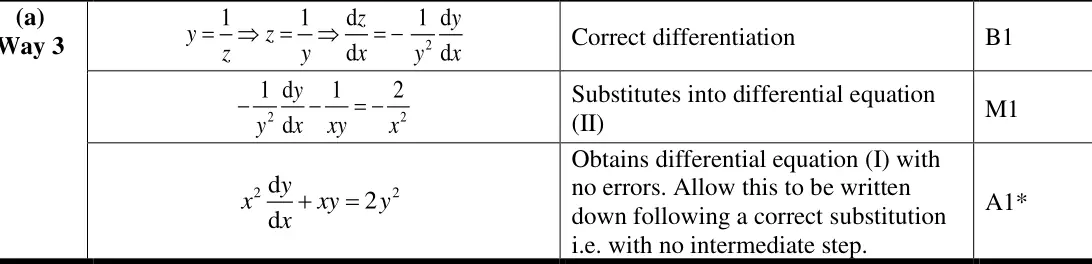 (a)
Way 3
y = 1/z ⇒ z = 1/y ⇒ dz/dx = − 1/y² dy/dx
Correct differentiation
B1
− 1/y² dy/dx − 1/xy = − 2/x²
Substitutes into differential equation
(II)
M1
x² dy/dx + xy = 2y²
Obtains differential equation (I) with
no errors. Allow this to be written
down following a correct substitution
i.e. with no intermediate step.
A1*